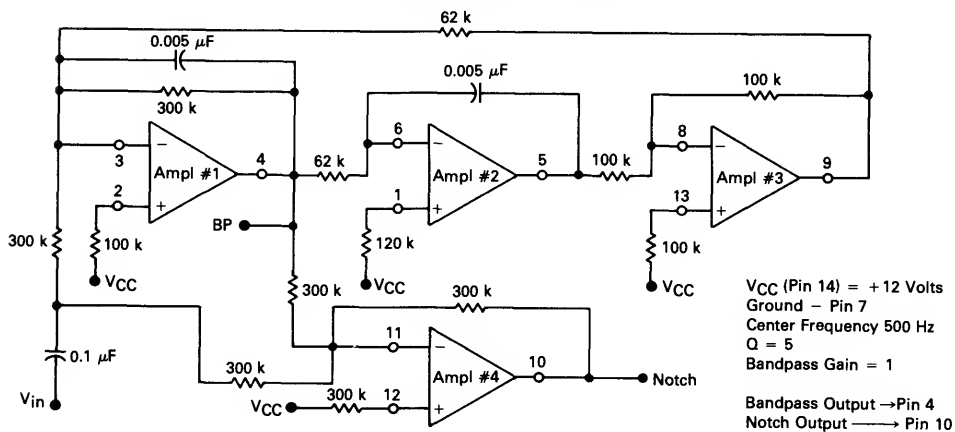 62 k
0.005 μF
300 k
3
2
Ampl #1
4
100 k
VCC
300 k
BP
62 k
0.005 μF
6
1
Ampl #2
5
120 k
VCC
100 k
100 k
8
13
Ampl #3
9
100 k
VCC
300 k
300 k
11
12
Ampl #4
10
Notch
300 k
VCC
300 k
0.1 μF
Vin
VCC (Pin 14) = +12 Volts
Ground – Pin 7
Center Frequency 500 Hz
Q = 5
Bandpass Gain = 1
Bandpass Output → Pin 4
Notch Output → Pin 10